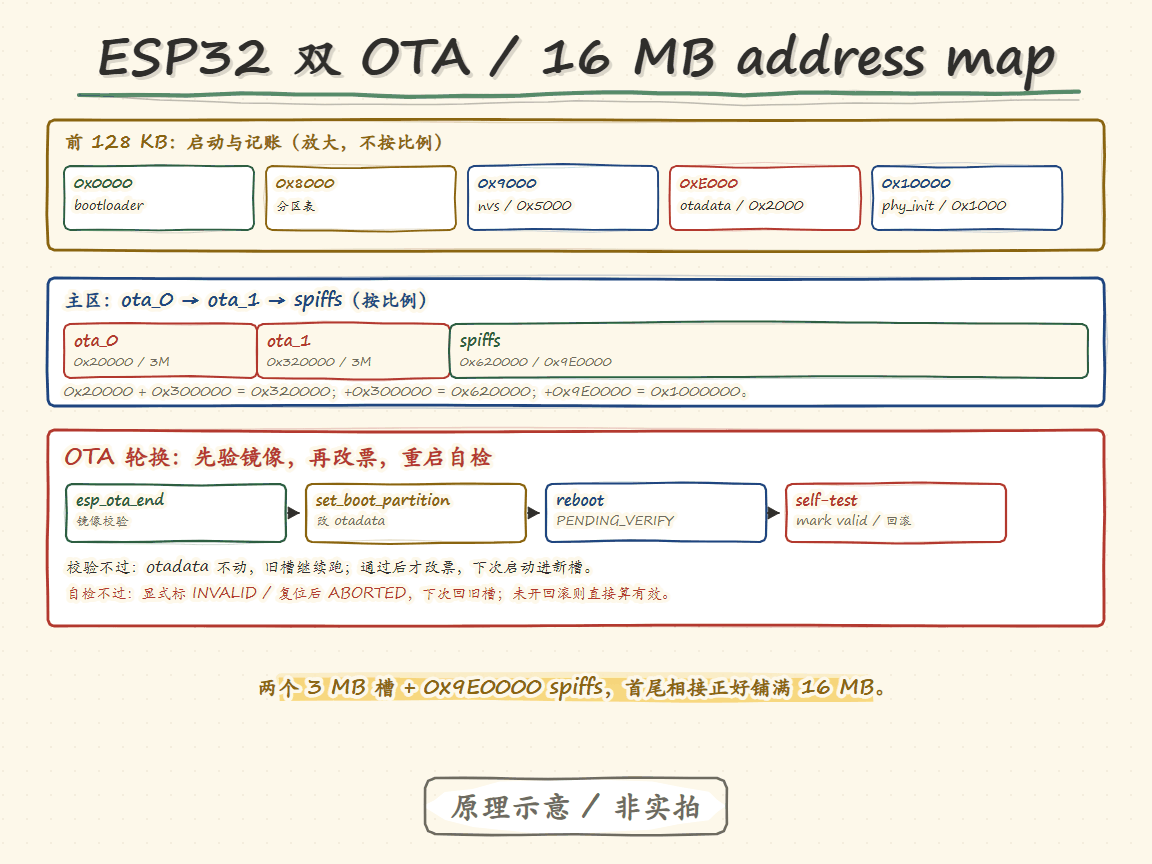 ESP32 双 OTA / 16 MB address map
前 128 KB：启动与记账（放大，不按比例）
0x0000
bootloader
0x8000
分区表
0x9000
nvs / 0x5000
0xE000
otadata / 0x2000
0x10000
phy_init / 0x1000
主区：ota_0 → ota_1 → spiffs（按比例）
ota_0
0x20000 / 3M
ota_1
0x320000 / 3M
spiffs
0x620000 / 0x9E0000
0x20000 + 0x300000 = 0x320000；+0x300000 = 0x620000；+0x9E0000 = 0x1000000。
OTA 轮换：先验镜像，再改票，重启自检
esp_ota_end
镜像校验
set_boot_partition
改 otadata
reboot
PENDING_VERIFY
self-test
mark valid / 回滚
校验不过：otadata 不动，旧槽继续跑；通过后才改票，下次启动进新槽。
自检不过：显式标 INVALID / 复位后 ABORTED，下次回旧槽；未开回滚则直接算有效。
两个 3 MB 槽 + 0x9E0000 spiffs，首尾相接正好铺满 16 MB。
原理示意 / 非实拍